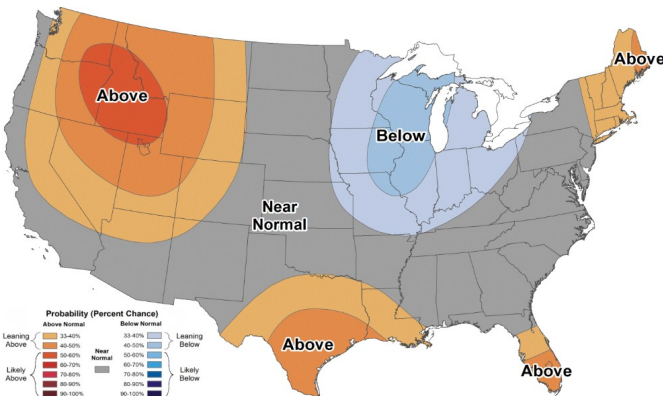 Above
Above
Below
Near
Normal
Above
Above
Probability (Percent Chance)
Above Normal
Below Normal
Leaning
Above
33-40%
40-50%
Likely
Above
50-60%
60-70%
70-80%
80-90%
90-100%
Near
Normal
33-40%
40-50%
Leaning
Below
50-60%
60-70%
70-80%
80-90%
90-100%
Likely
Below